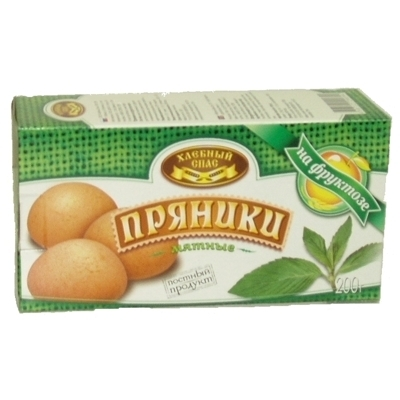 ХЛЕБНЫЙ
СПАС
на фруктозе
ПРЯНИКИ
мятные
постный
продукт
200г